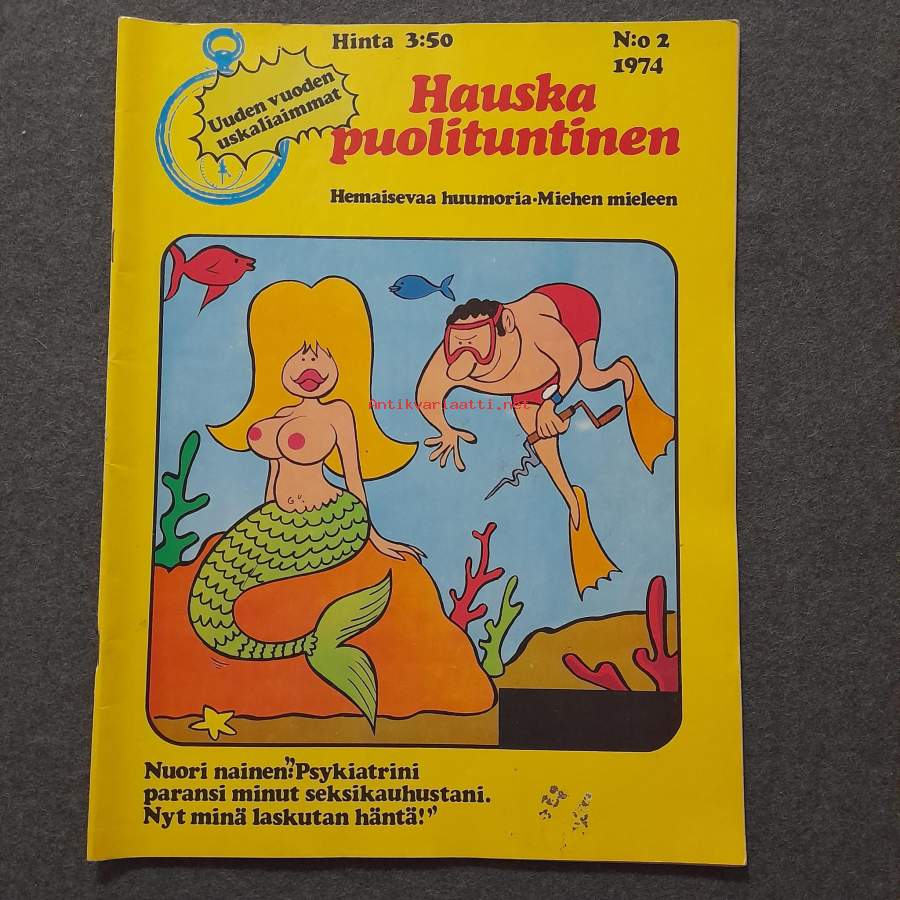 Hinta 3:50
N:o 2
1974
Uuden vuoden
uskaliaimmat
Hauska
puolituntinen
Hemaisevaa huumoria·Miehen mieleen
Antikvariaatti.net
G.V.
Nuori nainen:"Psykiatrini
paransi minut seksikauhustani.
Nyt minä laskutan häntä!"